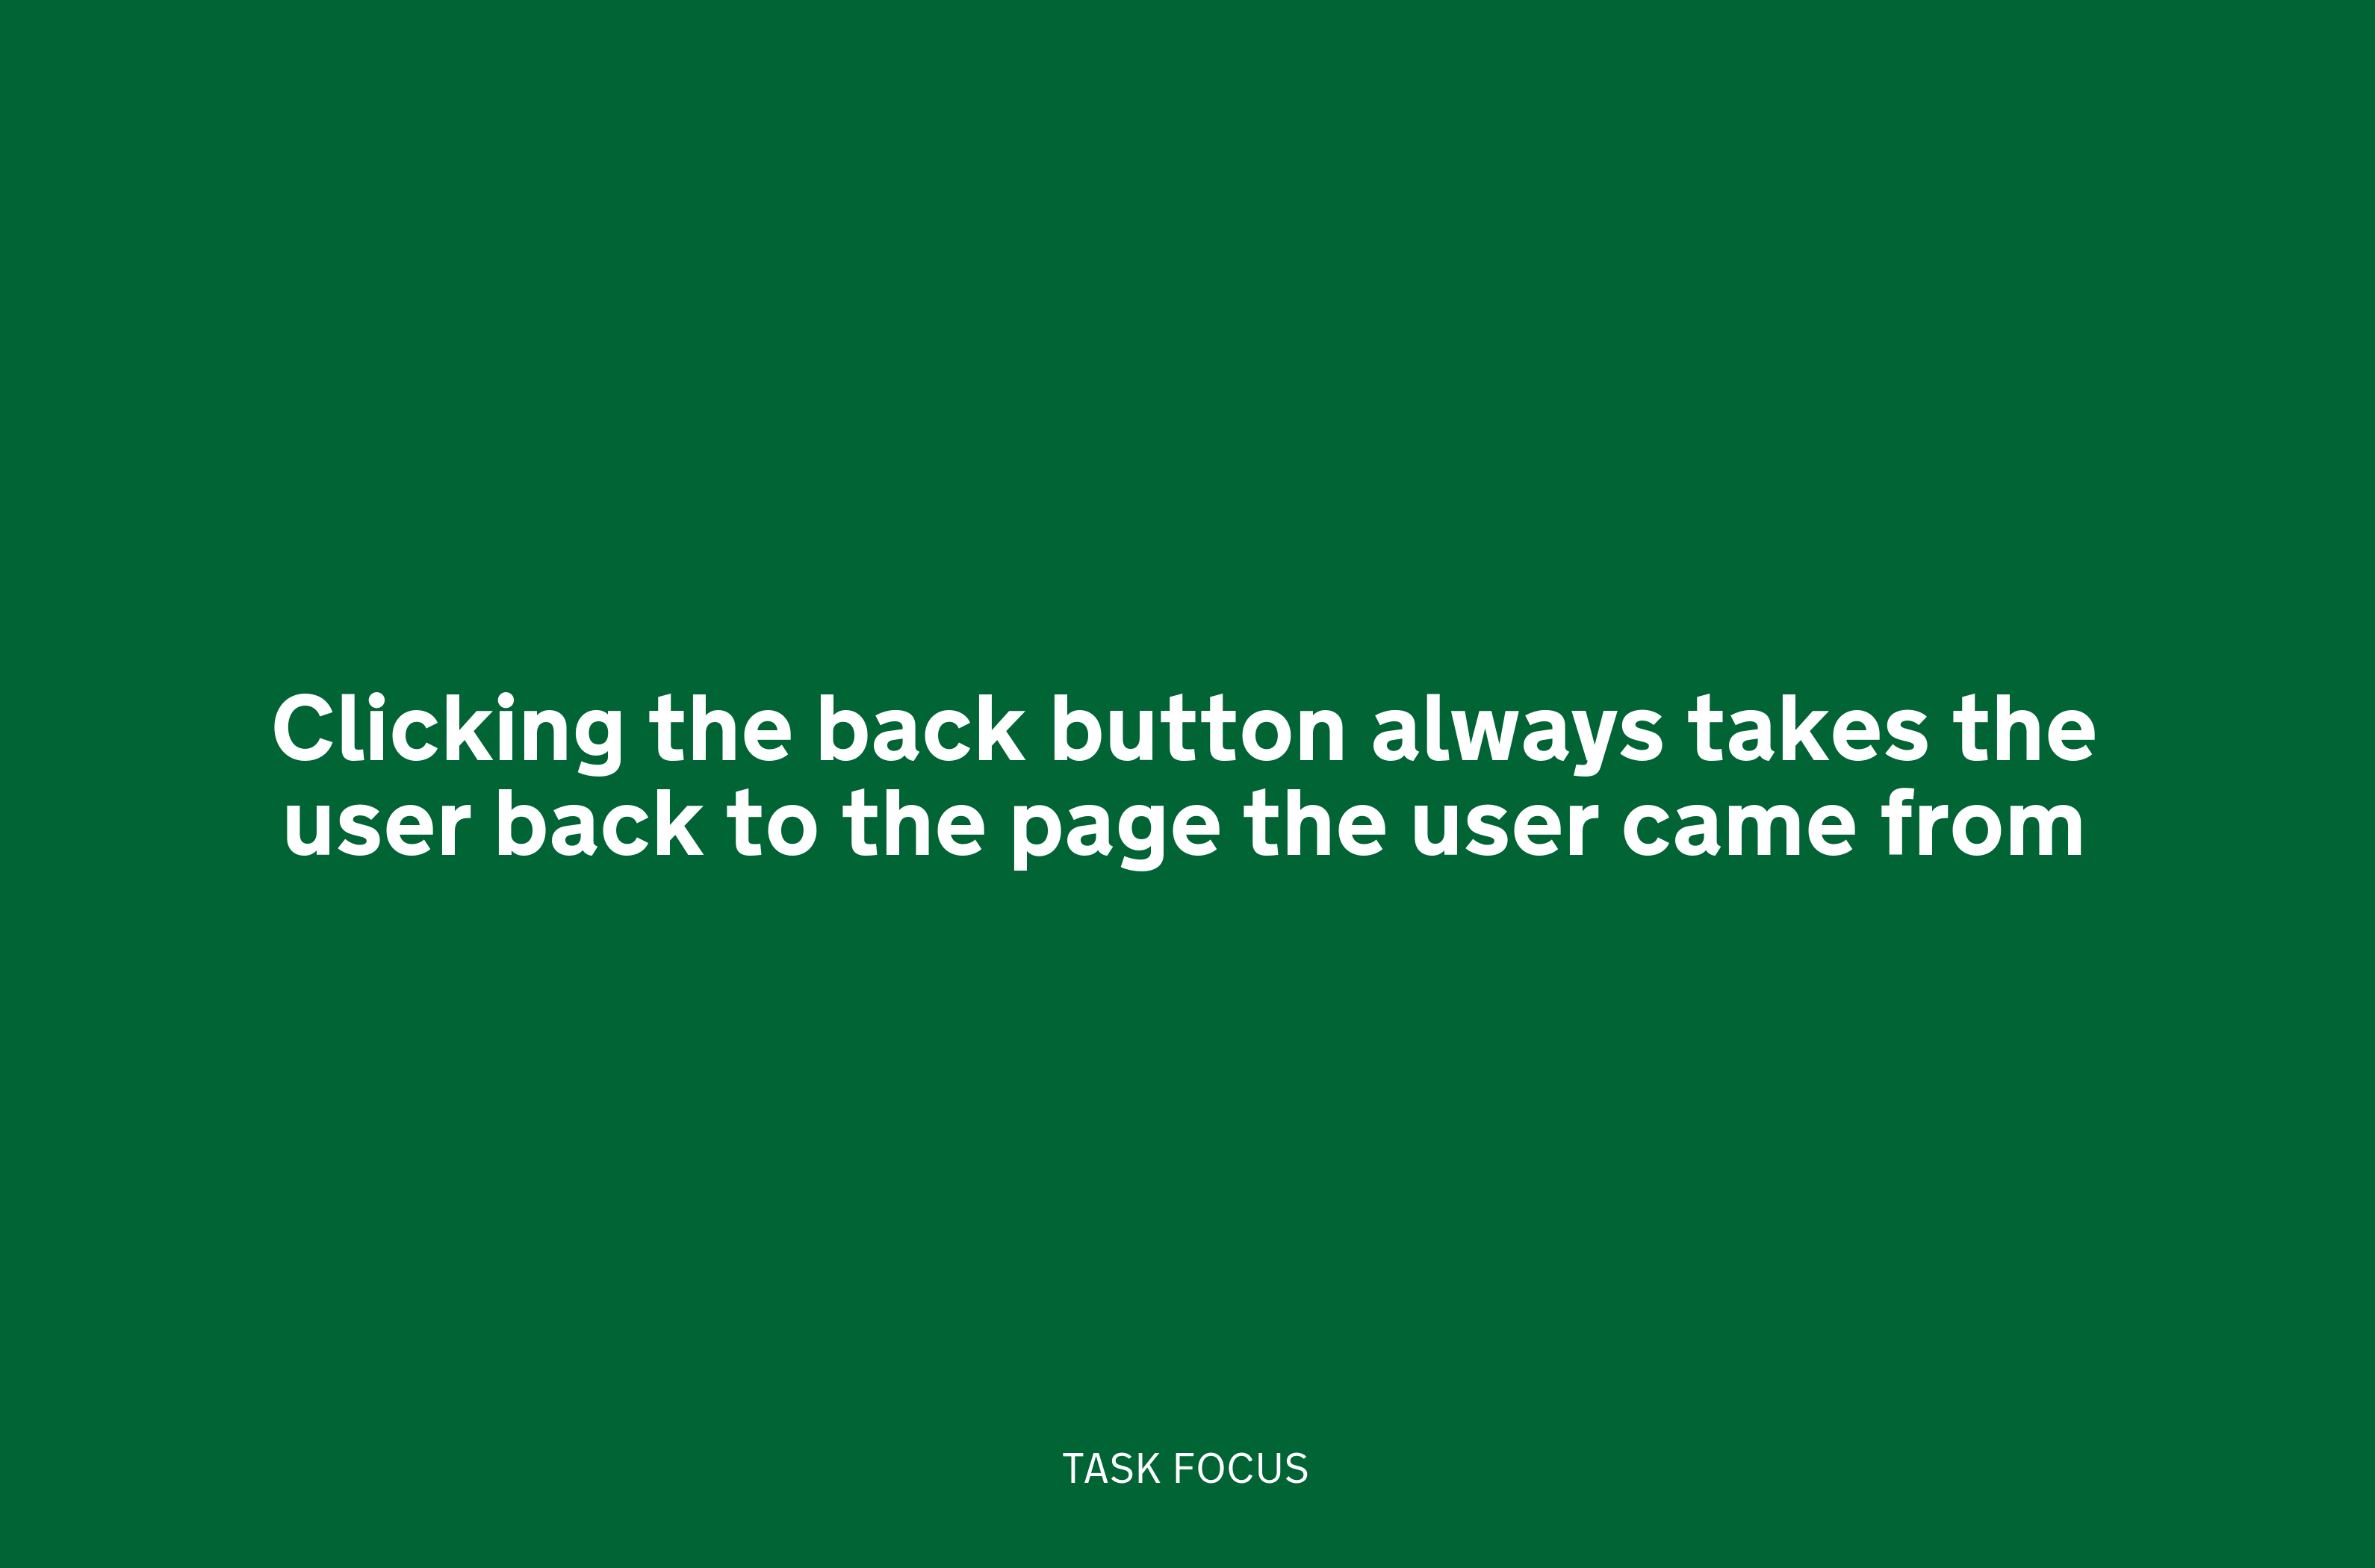 Clicking the back button always takes the
user back to the page the user came from
TASK FOCUS